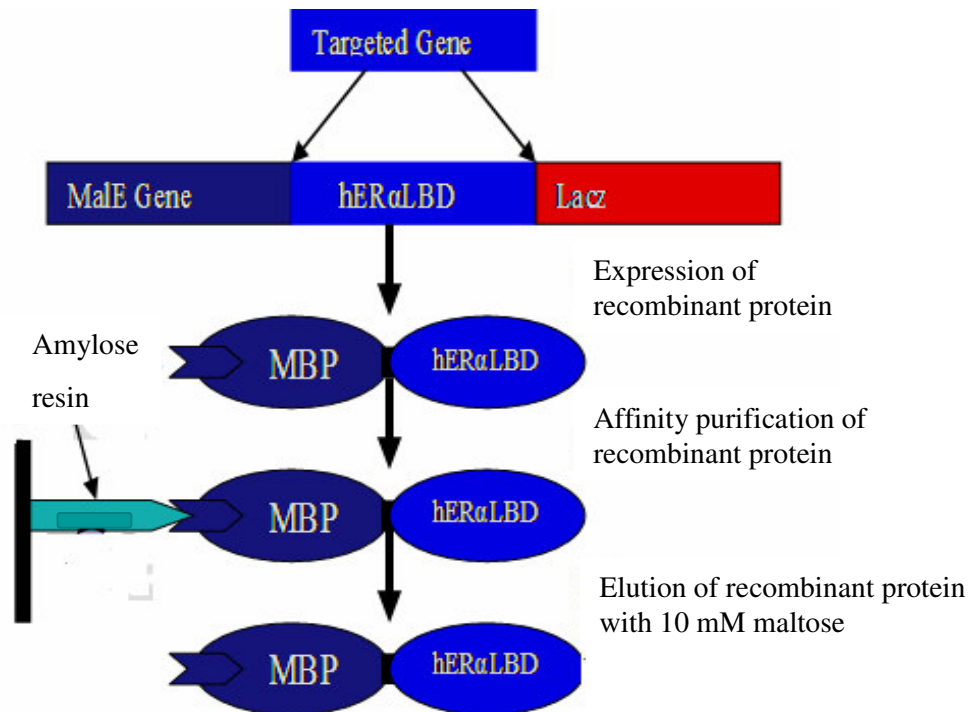 Targeted Gene
MalE Gene
hERαLBD
Lacz
Expression of
recombinant protein
MBP
hERαLBD
Amylose
resin
Affinity purification of
recombinant protein
MBP
hERαLBD
Elution of recombinant protein
with 10 mM maltose
MBP
hERαLBD